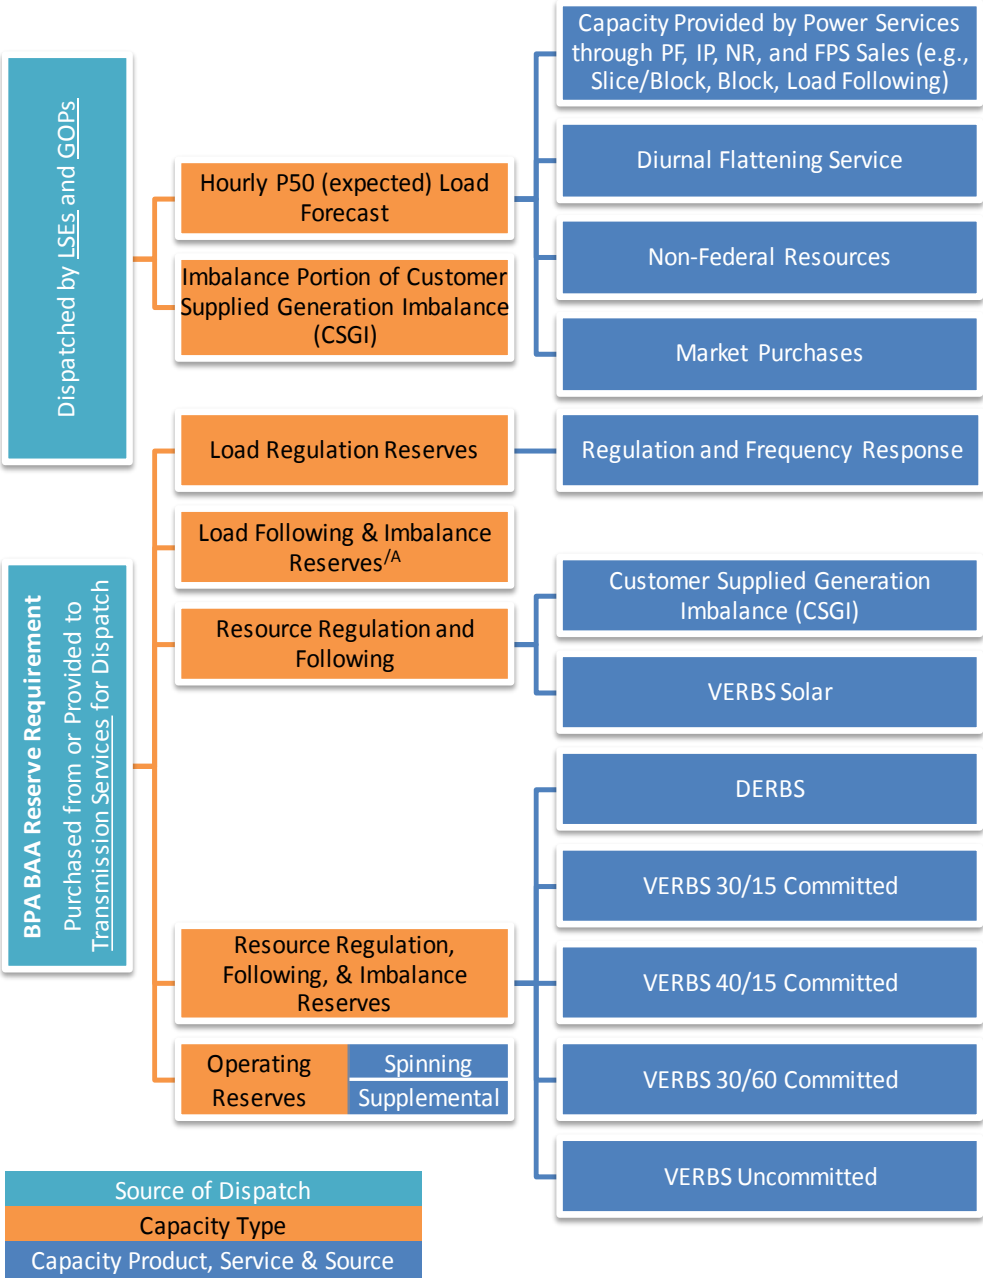 Dispatched by LSEs and GOPs
Hourly P50 (expected) Load
Forecast
Imbalance Portion of Customer
Supplied Generation Imbalance
(CSGI)
Capacity Provided by Power Services
through PF, IP, NR, and FPS Sales (e.g.,
Slice/Block, Block, Load Following)
Diurnal Flattening Service
Non-Federal Resources
Market Purchases
BPA BAA Reserve Requirement
Purchased from or Provided to
Transmission Services for Dispatch
Load Regulation Reserves
Regulation and Frequency Response
Load Following & Imbalance
Reserves/A
Resource Regulation and
Following
Customer Supplied Generation
Imbalance (CSGI)
VERBS Solar
Resource Regulation,
Following, & Imbalance
Reserves
DERBS
VERBS 30/15 Committed
VERBS 40/15 Committed
VERBS 30/60 Committed
VERBS Uncommitted
Operating
Reserves
Spinning
Supplemental
Source of Dispatch
Capacity Type
Capacity Product, Service & Source